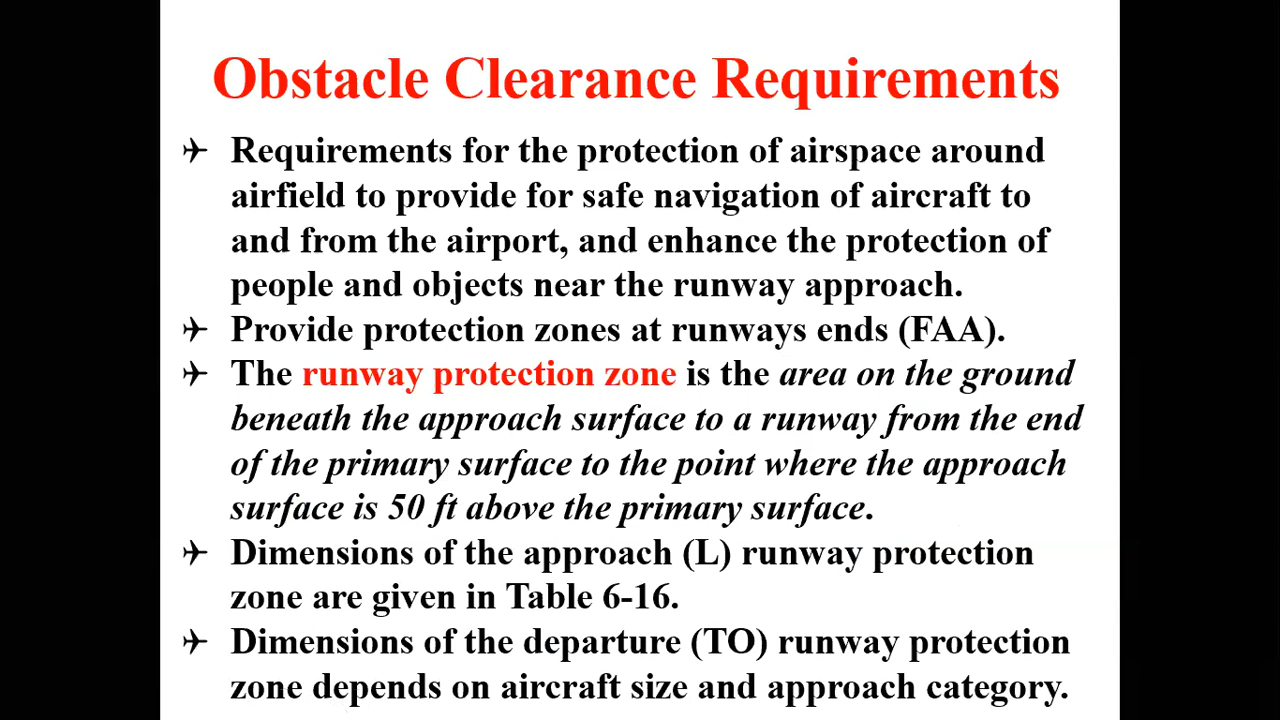 Obstacle Clearance Requirements
✈ Requirements for the protection of airspace around
airfield to provide for safe navigation of aircraft to
and from the airport, and enhance the protection of
people and objects near the runway approach.
✈ Provide protection zones at runways ends (FAA).
✈ The runway protection zone is the area on the ground
beneath the approach surface to a runway from the end
of the primary surface to the point where the approach
surface is 50 ft above the primary surface.
✈ Dimensions of the approach (L) runway protection
zone are given in Table 6-16.
✈ Dimensions of the departure (TO) runway protection
zone depends on aircraft size and approach category.